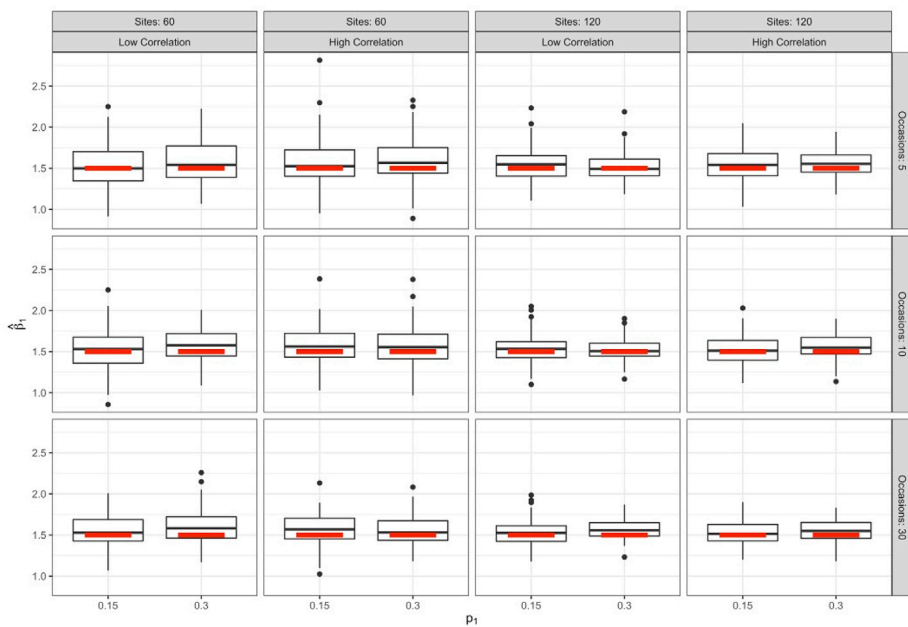 Sites: 60 Sites: 60 Sites: 120 Sites: 120
Low Correlation High Correlation Low Correlation High Correlation
2.5
2.0
1.5
1.0
Occasions: 5
2.5
2.0
1.5
1.0
Occasions: 10
β̂₁
2.5
2.0
1.5
1.0
Occasions: 30
0.15 0.3 0.15 0.3 0.15 0.3 0.15 0.3
p₁